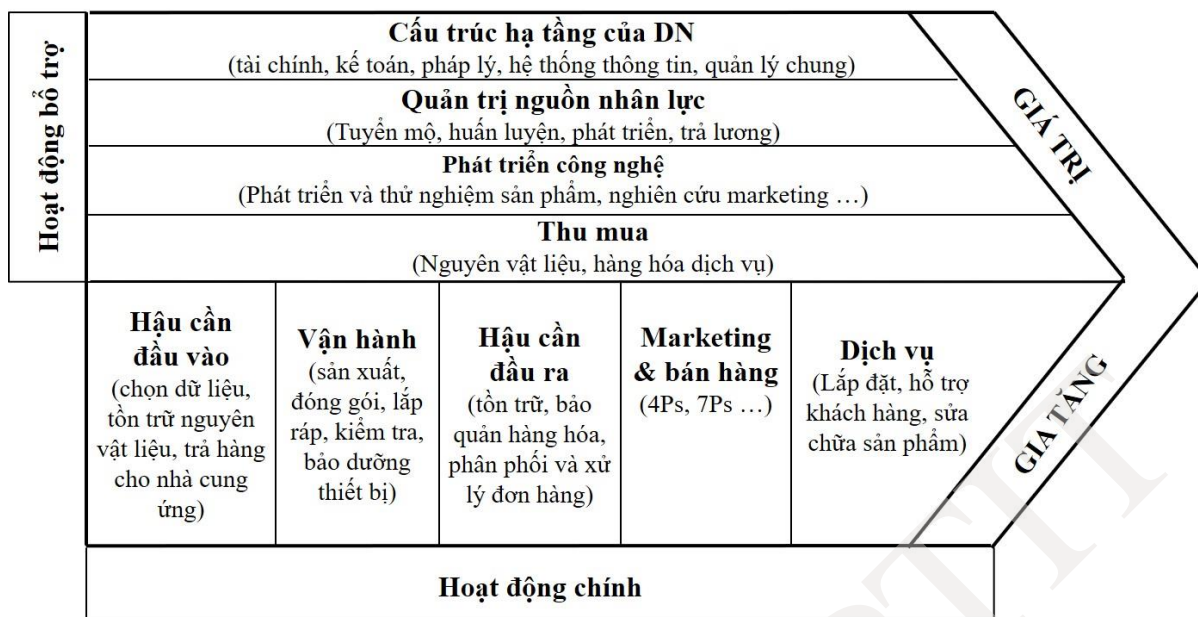 Hoạt động bổ trợ
Cấu trúc hạ tầng của DN
(tài chính, kế toán, pháp lý, hệ thống thông tin, quản lý chung)
Quản trị nguồn nhân lực
(Tuyển mộ, huấn luyện, phát triển, trả lương)
Phát triển công nghệ
(Phát triển và thử nghiệm sản phẩm, nghiên cứu marketing …)
Thu mua
(Nguyên vật liệu, hàng hóa dịch vụ)
GIÁ TRỊ
GIA TĂNG
Hậu cần
đầu vào
(chọn dữ liệu,
tồn trữ nguyên
vật liệu, trả hàng
cho nhà cung
ứng)
Vận hành
(sản xuất,
đóng gói, lắp
ráp, kiểm tra,
bảo dưỡng
thiết bị)
Hậu cần
đầu ra
(tồn trữ, bảo
quản hàng hóa,
phân phối và xử
lý đơn hàng)
Marketing
& bán hàng
(4Ps, 7Ps …)
Dịch vụ
(Lắp đặt, hỗ trợ
khách hàng, sửa
chữa sản phẩm)
Hoạt động chính